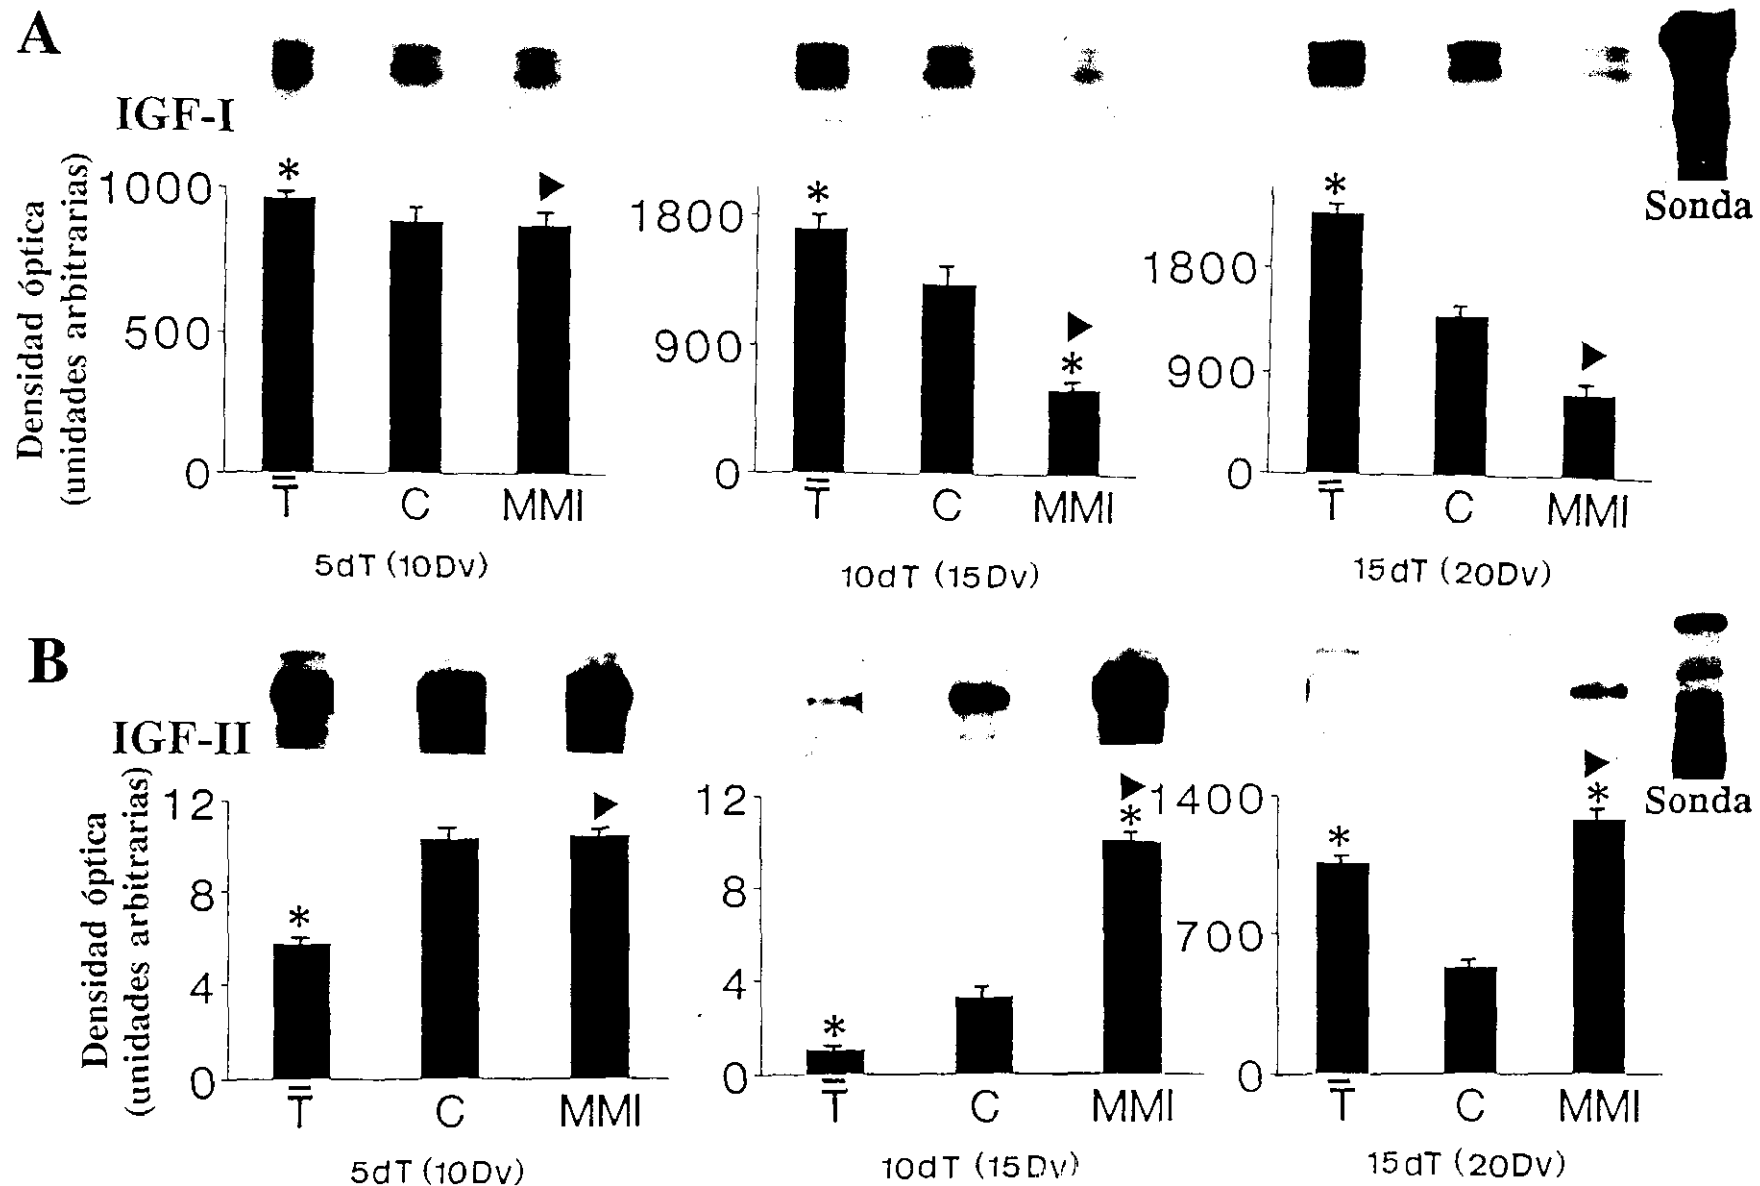 A
IGF-I
Densidad óptica
(unidades arbitrarias)
1000
500
0
*
T
C
MMI
5dT (10Dv)
1800
900
0
*
*
T
C
MMI
10dT (15Dv)
1800
900
0
*
T
C
MMI
15dT (20Dv)
Sonda
B
IGF-II
Densidad óptica
(unidades arbitrarias)
12
8
4
0
*
T
C
MMI
5dT (10Dv)
12
8
4
0
*
*
T
C
MMI
10dT (15Dv)
1400
700
0
*
*
T
C
MMI
15dT (20Dv)
Sonda